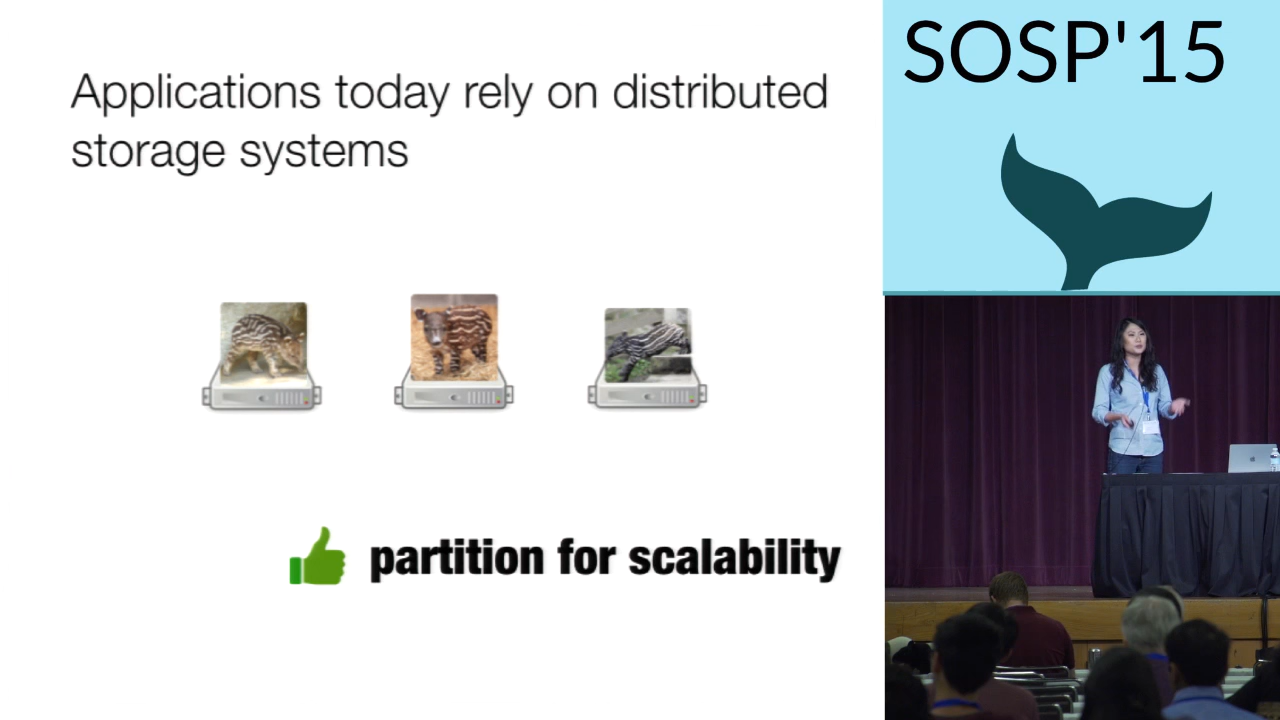 Applications today rely on distributed
storage systems
partition for scalability
SOSP'15